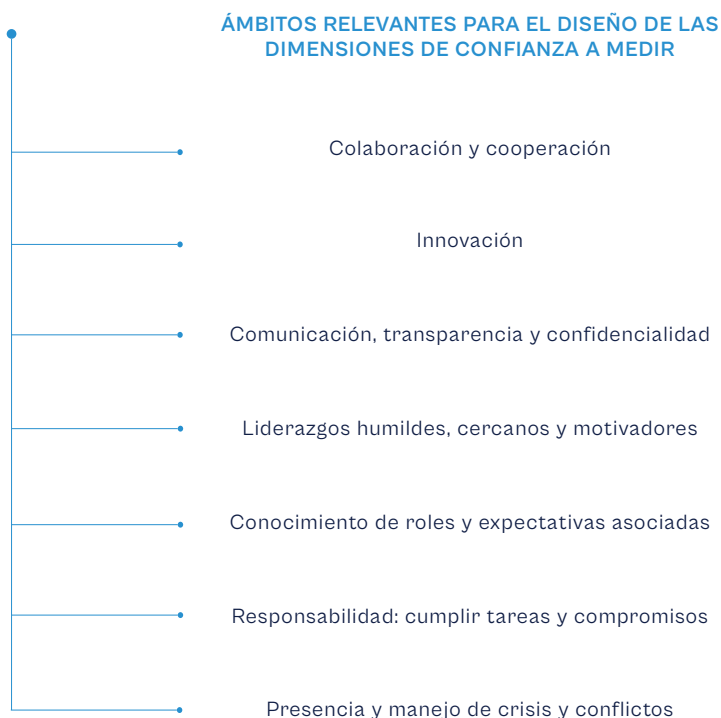 ÁMBITOS RELEVANTES PARA EL DISEÑO DE LAS
DIMENSIONES DE CONFIANZA A MEDIR
Colaboración y cooperación
Innovación
Comunicación, transparencia y confidencialidad
Liderazgos humildes, cercanos y motivadores
Conocimiento de roles y expectativas asociadas
Responsabilidad: cumplir tareas y compromisos
Presencia y manejo de crisis y conflictos